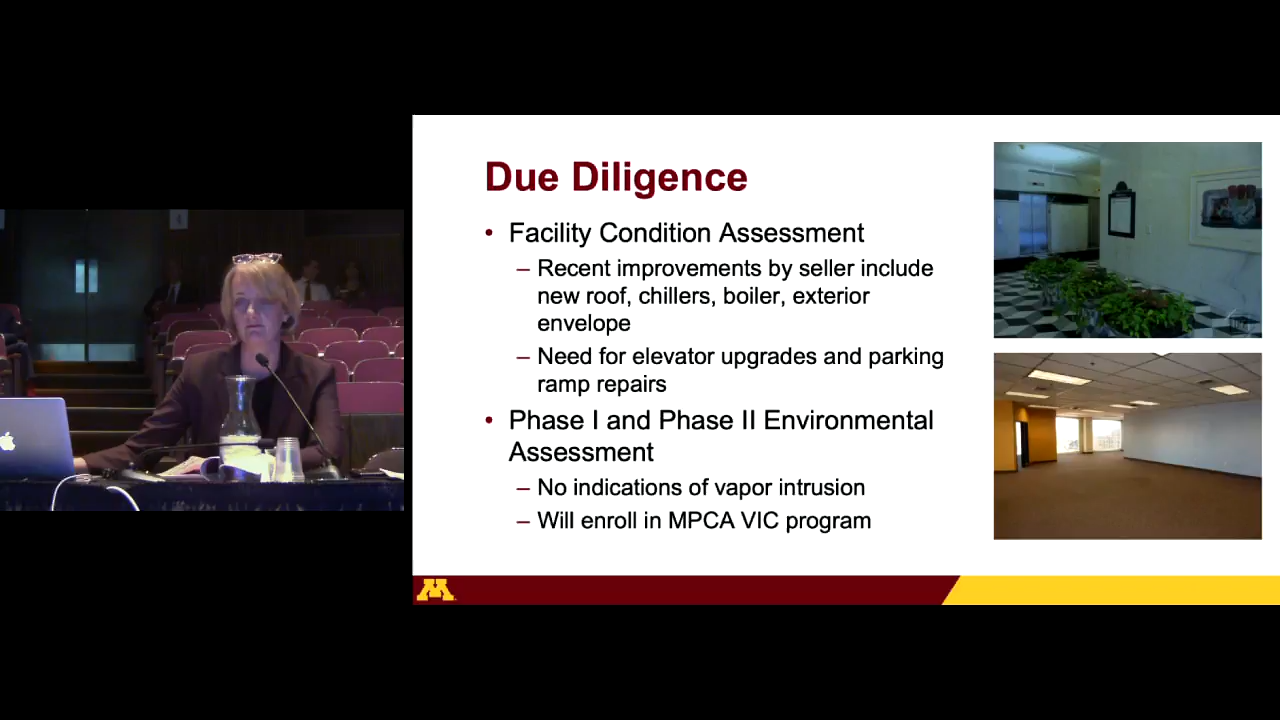 Due Diligence
• Facility Condition Assessment
– Recent improvements by seller include
new roof, chillers, boiler, exterior
envelope
– Need for elevator upgrades and parking
ramp repairs
• Phase I and Phase II Environmental
Assessment
– No indications of vapor intrusion
– Will enroll in MPCA VIC program
M